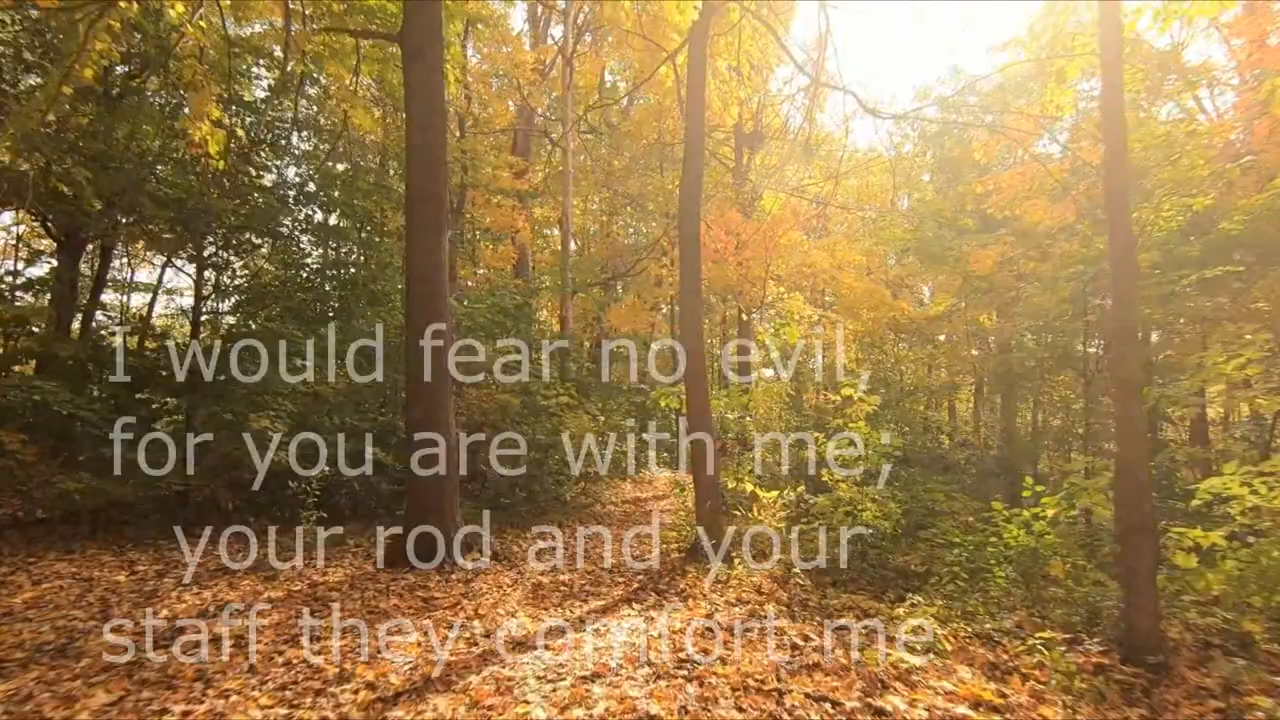 I would fear no evil,
for you are with me;
your rod and your
staff they comfort me